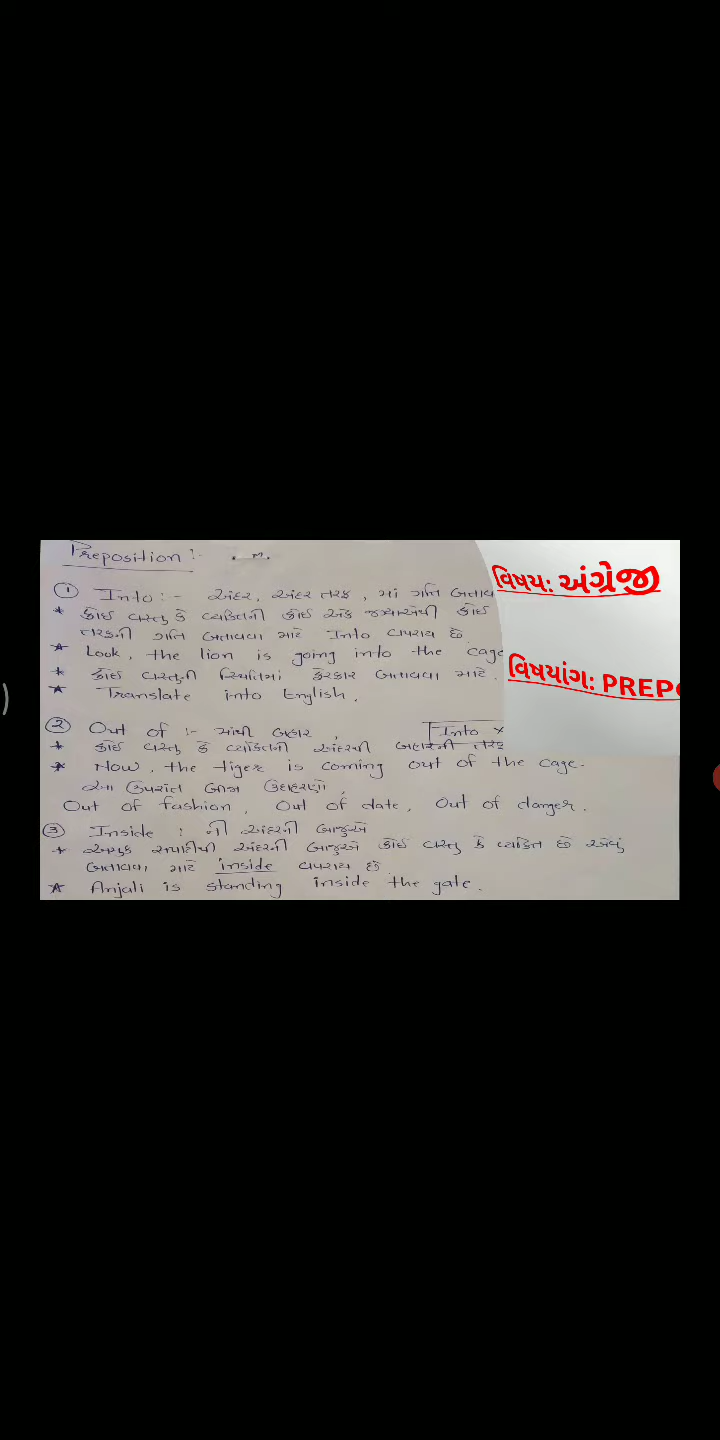 Preposition :-
વિષય: અંગ્રેજી
① Into :- અંદર, અંદર તરફ, માં ગતિ બતાવ
* કોઈ વસ્તુ કે વ્યક્તિની કોઈ એક જગ્યાએથી કોઈ
તરફની ગતિ બતાવવા માટે Into વપરાય છે.
* Look, the lion is going into the cage
* કોઈ વસ્તુની સ્થિતિમાં ફેરફાર બતાવવા માટે.
વિષયાંગ: PREPO
* Translate into English.
② Out of :- માંથી બહાર, Into x
* કોઈ વસ્તુ કે વ્યક્તિની અંદરથી બહારની તરફ
* Now, the tiger is coming out of the cage.
આ ઉપરાંત બીજા ઉદાહરણો,
Out of fashion, Out of date, Out of danger.
③ Inside : ની અંદરની બાજુએ
* અમુક સપાટીથી અંદરની બાજુએ કોઈ વસ્તુ કે વ્યક્તિ છે એવું
બતાવવા માટે inside વપરાય છે.
* Anjali is standing inside the gate.